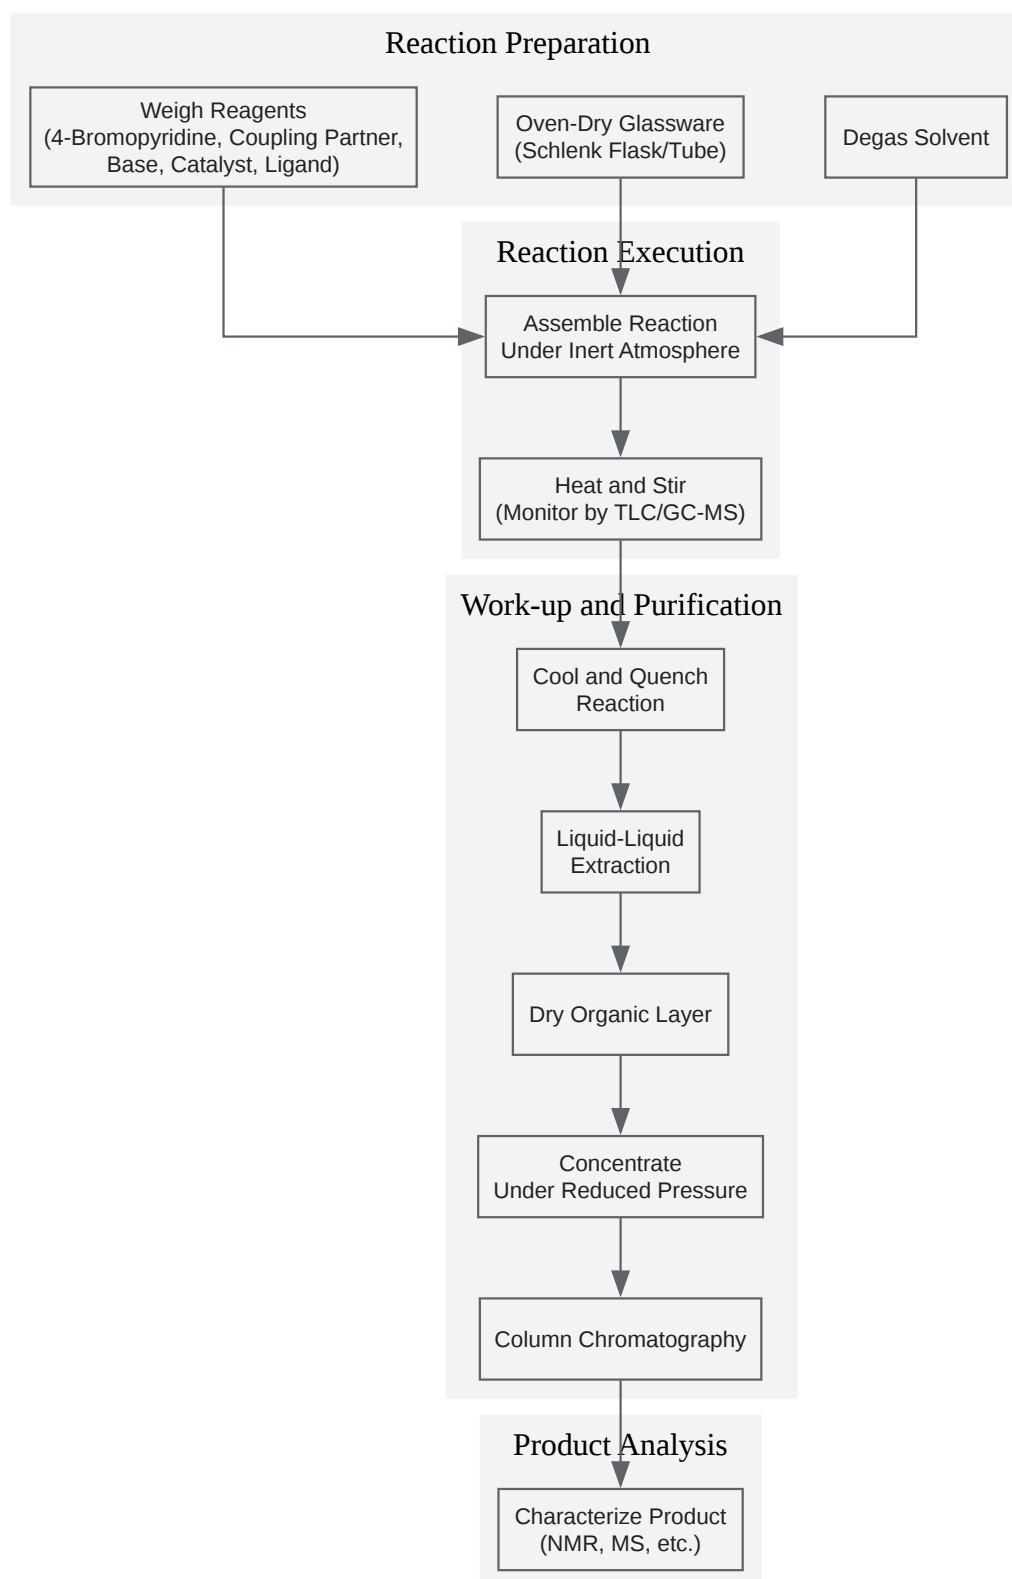 Reaction Preparation
Weigh Reagents
(4-Bromopyridine, Coupling Partner,
Base, Catalyst, Ligand)
Oven-Dry Glassware
(Schlenk Flask/Tube)
Degas Solvent
Reaction Execution
Assemble Reaction
Under Inert Atmosphere
Heat and Stir
(Monitor by TLC/GC-MS)
Work-up and Purification
Cool and Quench
Reaction
Liquid-Liquid
Extraction
Dry Organic Layer
Concentrate
Under Reduced Pressure
Column Chromatography
Product Analysis
Characterize Product
(NMR, MS, etc.)